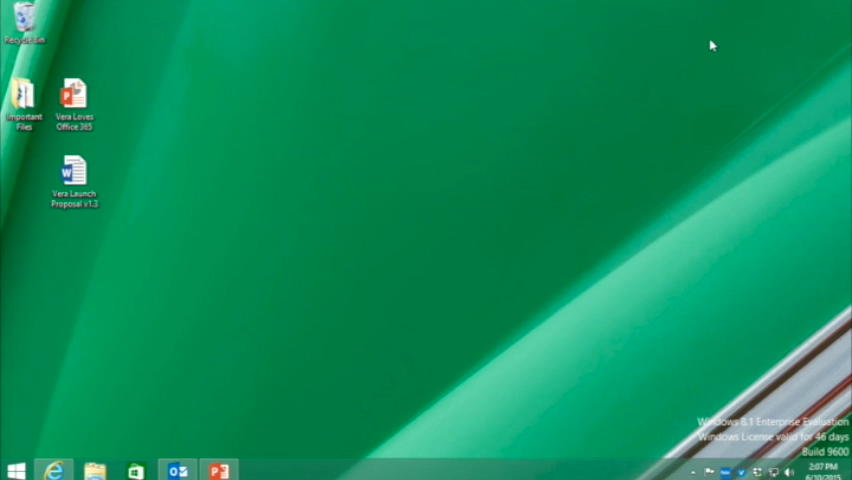 Recycle Bin
Important
Files
Vera Loves
Office 365
Vera Launch
Proposal v1.3
Windows 8.1 Enterprise Evaluation
Windows License valid for 46 days
Build 9600
2:07 PM
6/10/2015